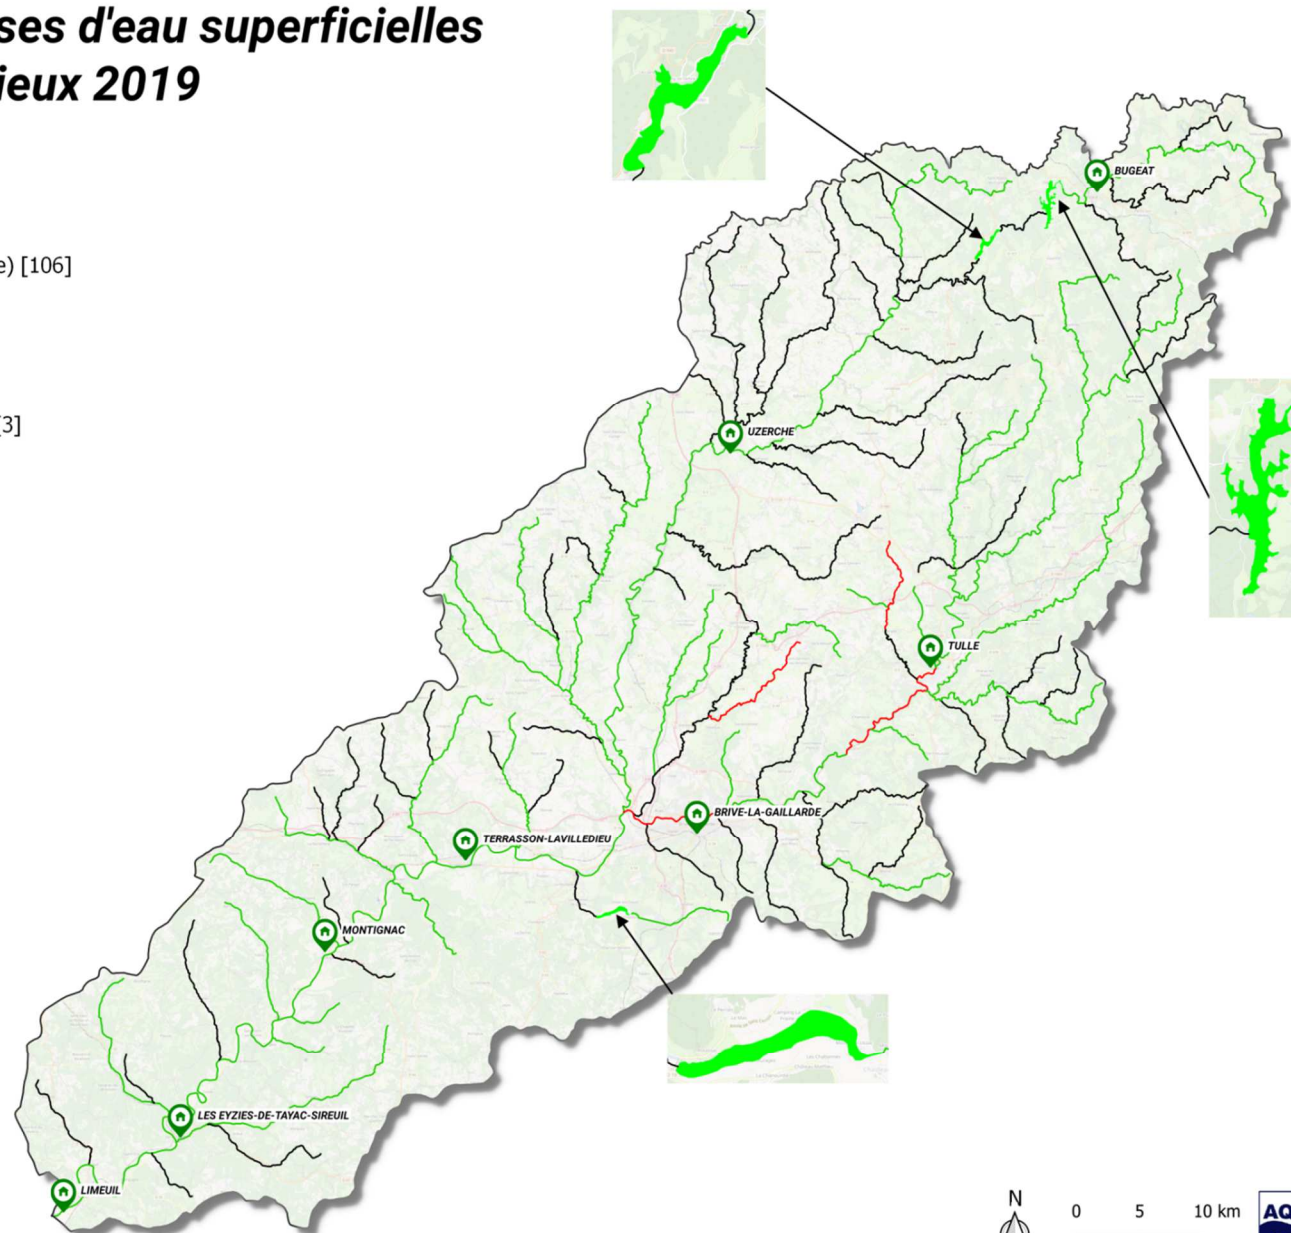 ses d'eau superficielles
ieux 2019
e) [106]
[3]
BUGEAT
UZERCHE
TULLE
BRIVE-LA-GAILLARDE
TERRASSON-LAVILLEDIEU
MONTIGNAC
LES EYZIES-DE-TAYAC-SIREUIL
LIMEUIL
N
0 5 10 km
AQ